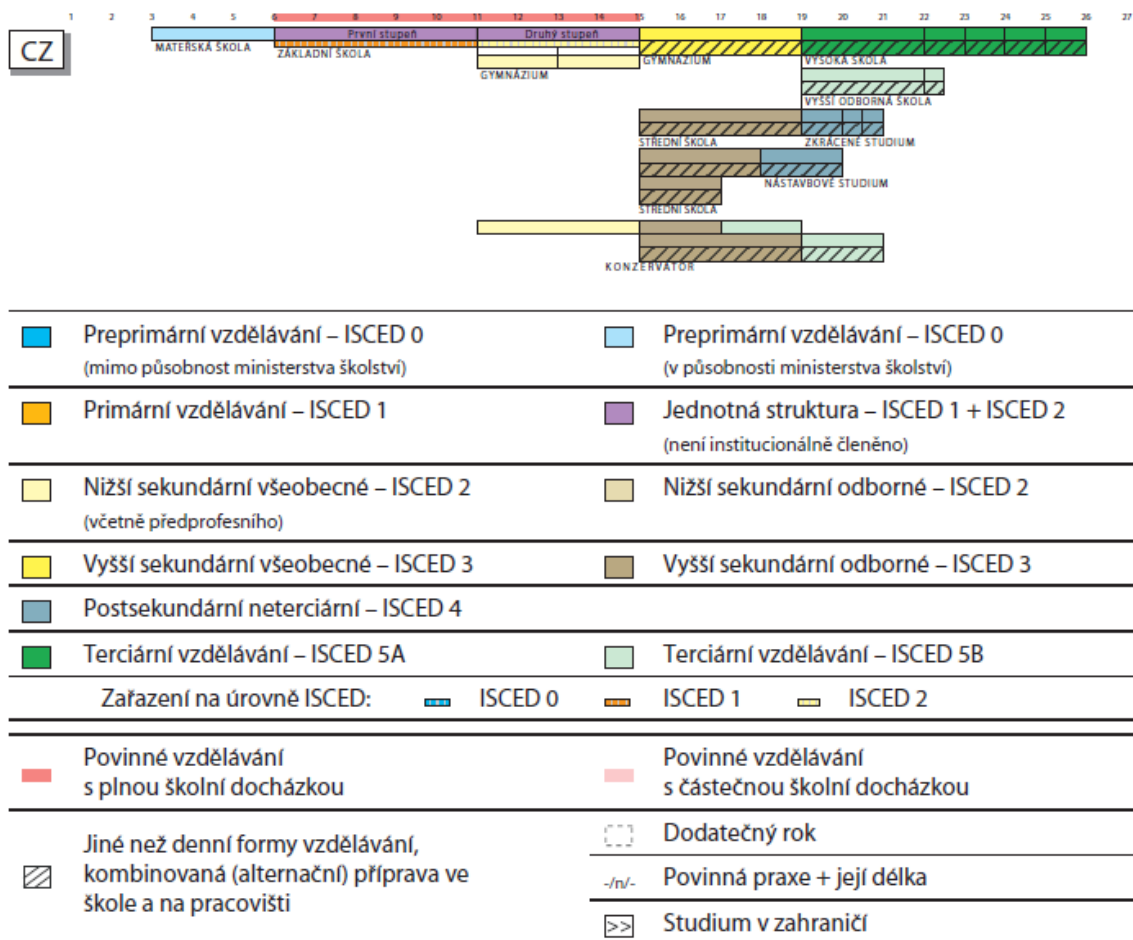 1 2 3 4 5 6 7 8 9 10 11 12 13 14 15 16 17 18 19 20 21 22 23 24 25 26 27
CZ
První stupeň Druhý stupeň
MATEŘSKÁ ŠKOLA ZÁKLADNÍ ŠKOLA GYMNÁZIUM VYSOKÁ ŠKOLA
GYMNÁZIUM
VYŠŠÍ ODBORNÁ ŠKOLA
STŘEDNÍ ŠKOLA ZKRÁCENÉ STUDIUM
NÁSTAVBOVÉ STUDIUM
STŘEDNÍ ŠKOLA
KONZERVATOŘ
Preprimární vzdělávání – ISCED 0 Preprimární vzdělávání – ISCED 0
(mimo působnost ministerstva školství) (v působnosti ministerstva školství)
Primární vzdělávání – ISCED 1 Jednotná struktura – ISCED 1 + ISCED 2
(není institucionálně členěno)
Nižší sekundární všeobecné – ISCED 2 Nižší sekundární odborné – ISCED 2
(včetně předprofesního)
Vyšší sekundární všeobecné – ISCED 3 Vyšší sekundární odborné – ISCED 3
Postsekundární neterciární – ISCED 4
Terciární vzdělávání – ISCED 5A Terciární vzdělávání – ISCED 5B
Zařazení na úrovně ISCED: ISCED 0 ISCED 1 ISCED 2
Povinné vzdělávání
s plnou školní docházkou
Povinné vzdělávání
s částečnou školní docházkou
Jiné než denní formy vzdělávání,
kombinovaná (alternační) příprava ve
škole a na pracovišti
Dodatečný rok
-/n/- Povinná praxe + její délka
>> Studium v zahraničí